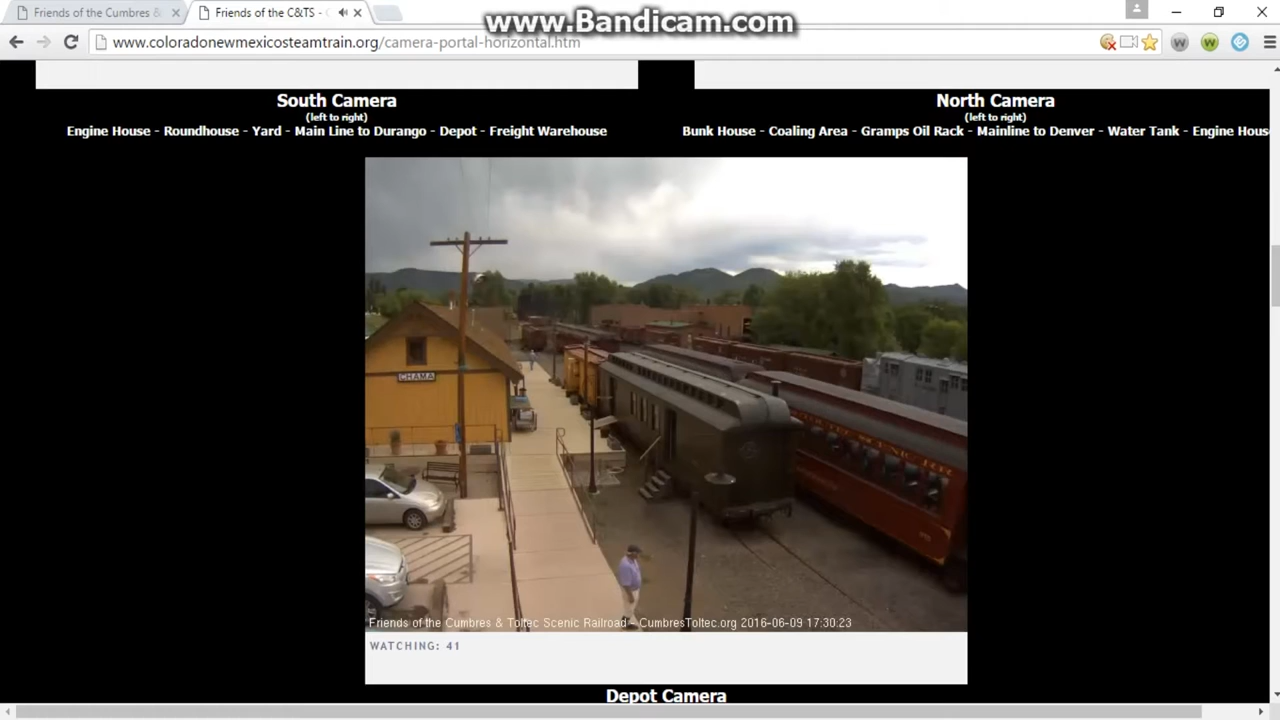 Friends of the Cumbres &
Friends of the C&TS -
www.Bandicam.com
www.coloradonewmexicosteamtrain.org/camera-portal-horizontal.htm
South Camera
(left to right)
Engine House - Roundhouse - Yard - Main Line to Durango - Depot - Freight Warehouse
North Camera
(left to right)
Bunk House - Coaling Area - Gramps Oil Rack - Mainline to Denver - Water Tank - Engine Hous
CHAMA
Friends of the Cumbres & Toltec Scenic Railroad - CumbresToltec.org 2016-06-09 17:30:23
WATCHING: 41
Depot Camera